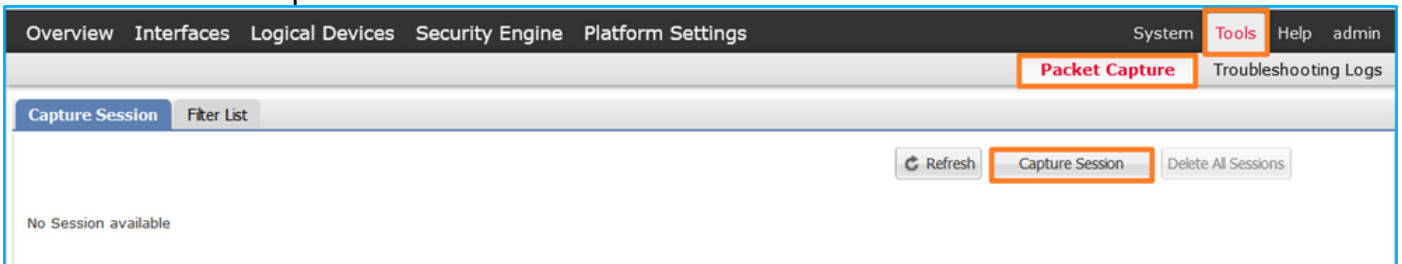 Overview Interfaces Logical Devices Security Engine Platform Settings System Tools Help admin
Packet Capture Troubleshooting Logs
Capture Session Filter List
Refresh Capture Session Delete All Sessions
No Session available